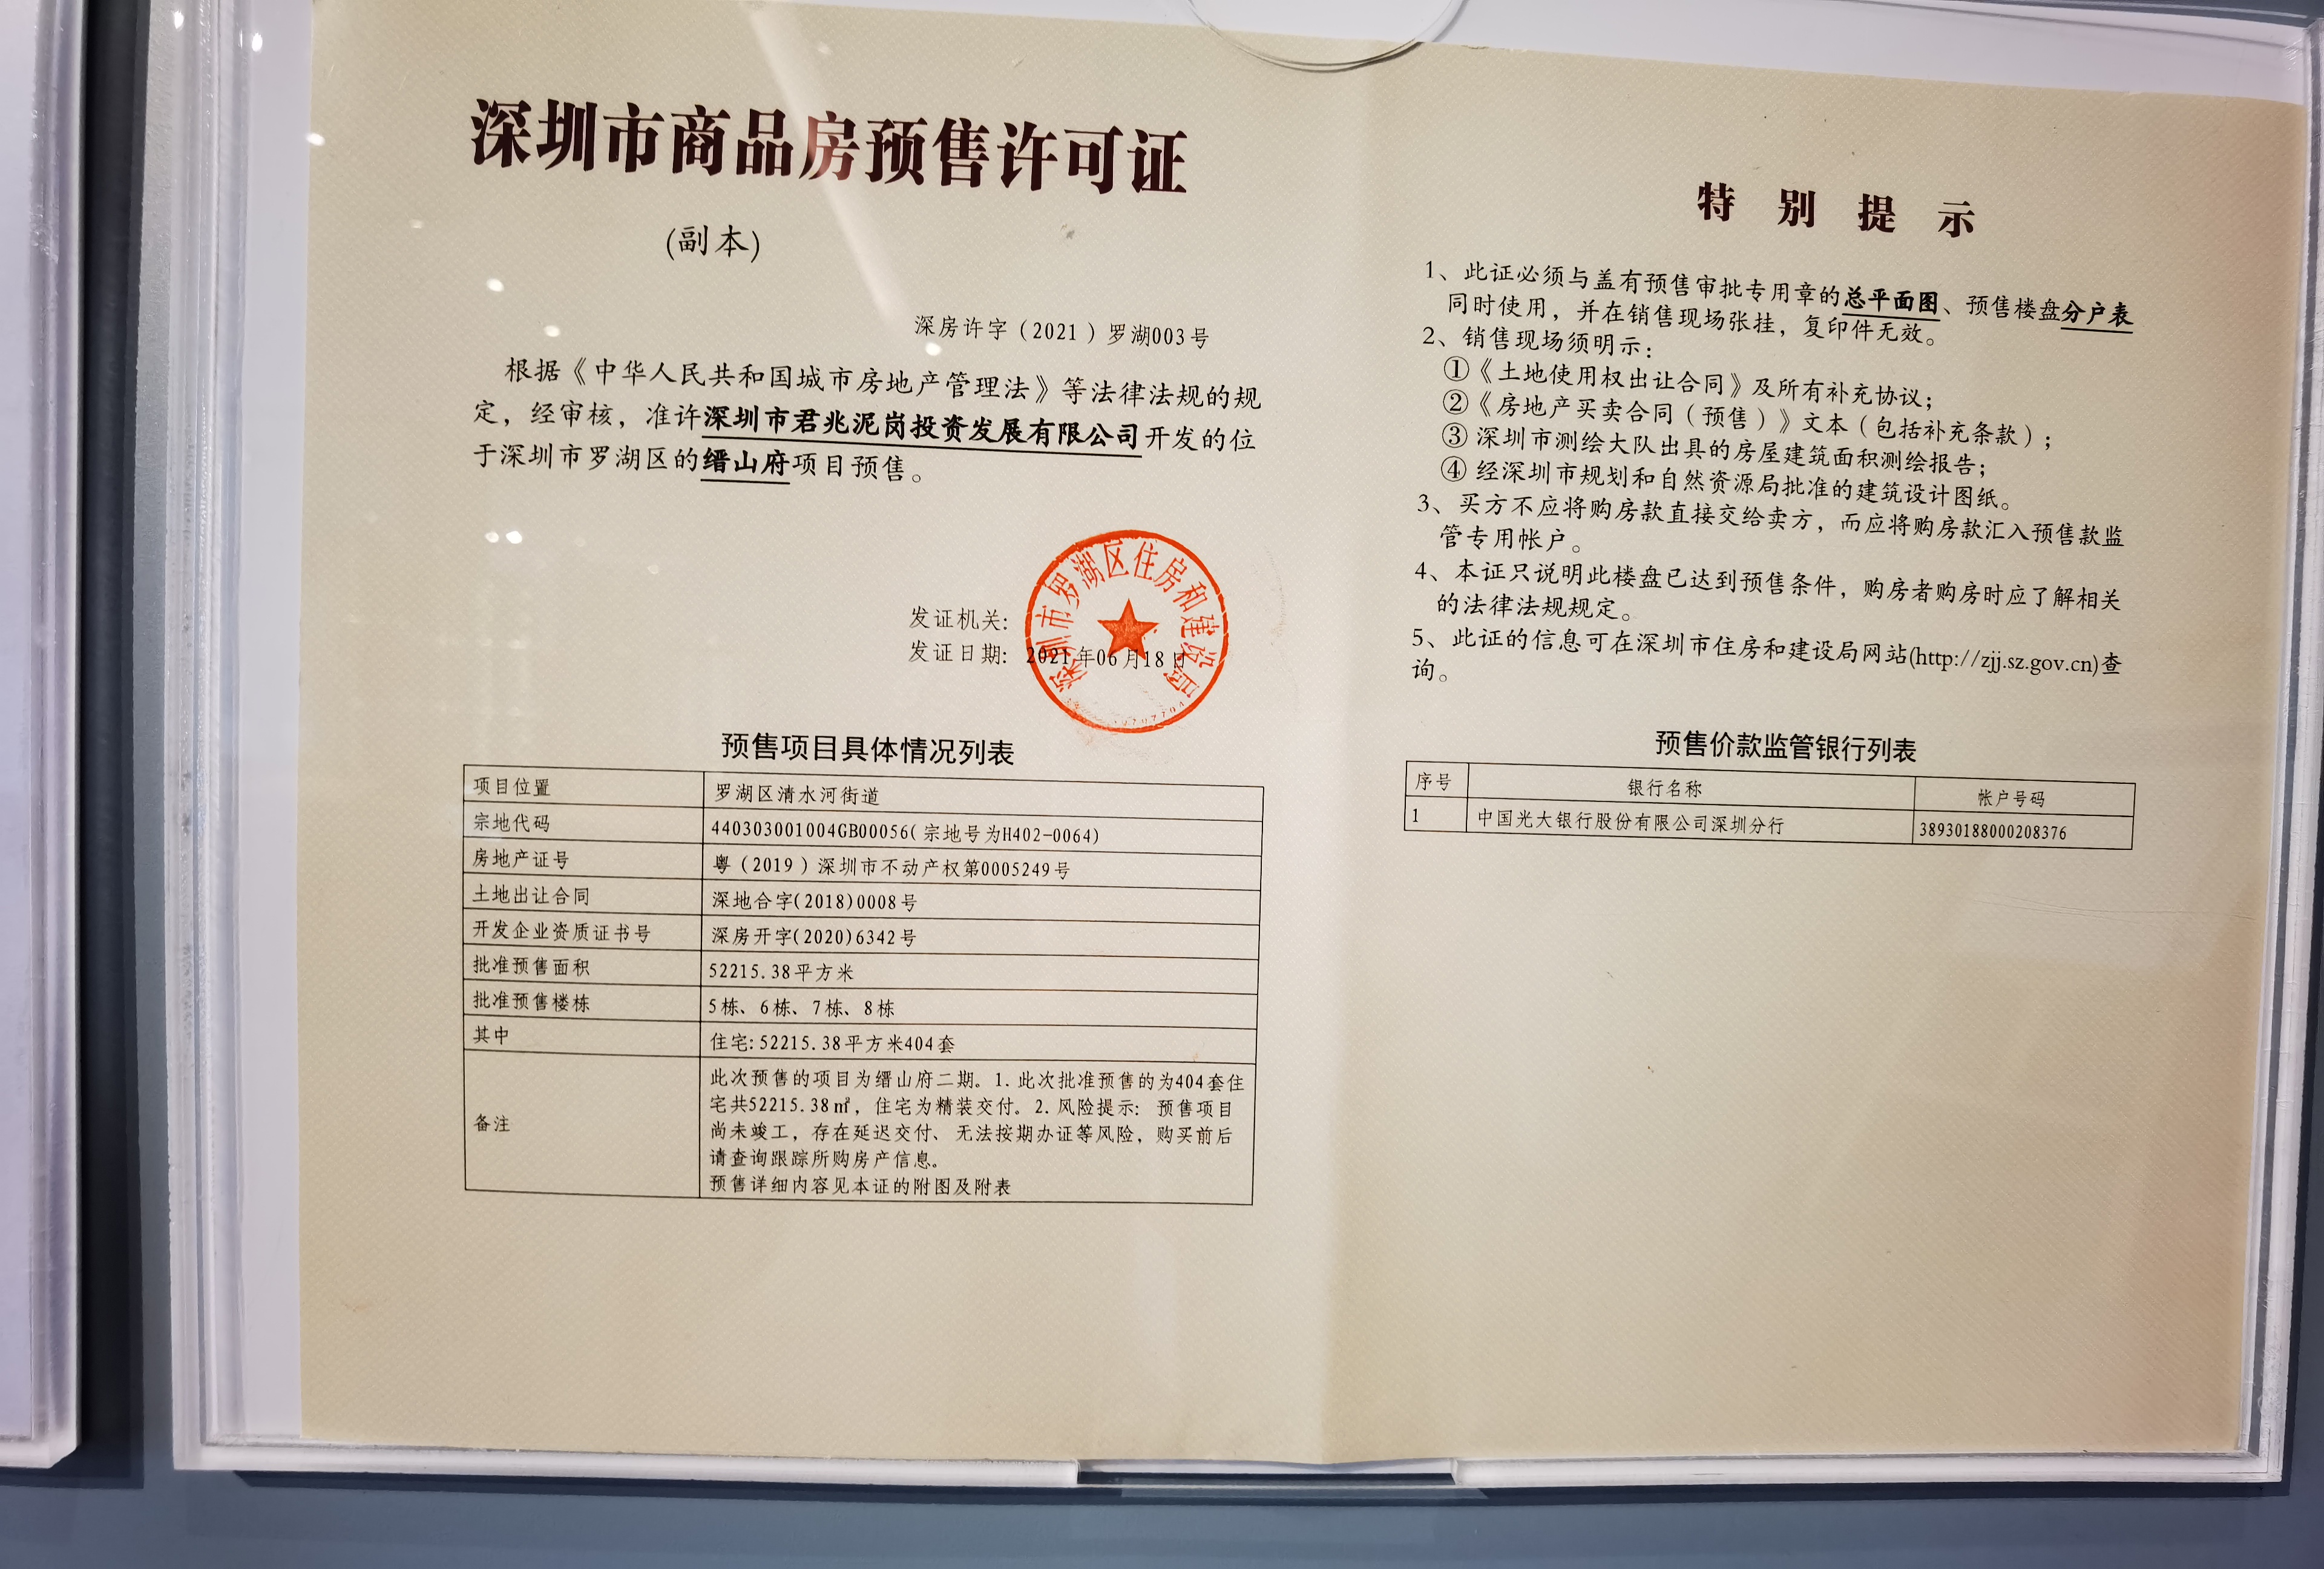 深圳市商品房预售许可证
(副本)
深房许字（2021）罗湖003号
根据《中华人民共和国城市房地产管理法》等法律法规的规
定，经审核，准许深圳市君兆泥岗投资发展有限公司开发的位
于深圳市罗湖区的缙山府项目预售。
发证机关：
发证日期： 2021年06月18日
深圳市罗湖区住房和建设局
预售项目具体情况列表
项目位置 罗湖区清水河街道
宗地代码 440303001004GB00056(宗地号为H402-0064)
房地产证号 粤（2019）深圳市不动产权第0005249号
土地出让合同 深地合字(2018)0008号
开发企业资质证书号 深房开字(2020)6342号
批准预售面积 52215.38平方米
批准预售楼栋 5栋、6栋、7栋、8栋
其中 住宅:52215.38平方米404套
备注
此次预售的项目为缙山府二期。1.此次批准预售的为404套住
宅共52215.38㎡，住宅为精装交付。2.风险提示：预售项目
尚未竣工，存在延迟交付、无法按期办证等风险，购买前后
请查询跟踪所购房产信息。
预售详细内容见本证的附图及附表
特别提示
1、此证必须与盖有预售审批专用章的总平面图、预售楼盘分户表
同时使用，并在销售现场张挂，复印件无效。
2、销售现场须明示：
①《土地使用权出让合同》及所有补充协议；
②《房地产买卖合同（预售）》文本（包括补充条款）；
③深圳市测绘大队出具的房屋建筑面积测绘报告；
④经深圳市规划和自然资源局批准的建筑设计图纸。
3、买方不应将购房款直接交给卖方，而应将购房款汇入预售款监
管专用帐户。
4、本证只说明此楼盘已达到预售条件，购房者购房时应了解相关
的法律法规规定。
5、此证的信息可在深圳市住房和建设局网站(http://zjj.sz.gov.cn)查
询。
预售价款监管银行列表
序号 银行名称 帐户号码
1 中国光大银行股份有限公司深圳分行 38930188000208376